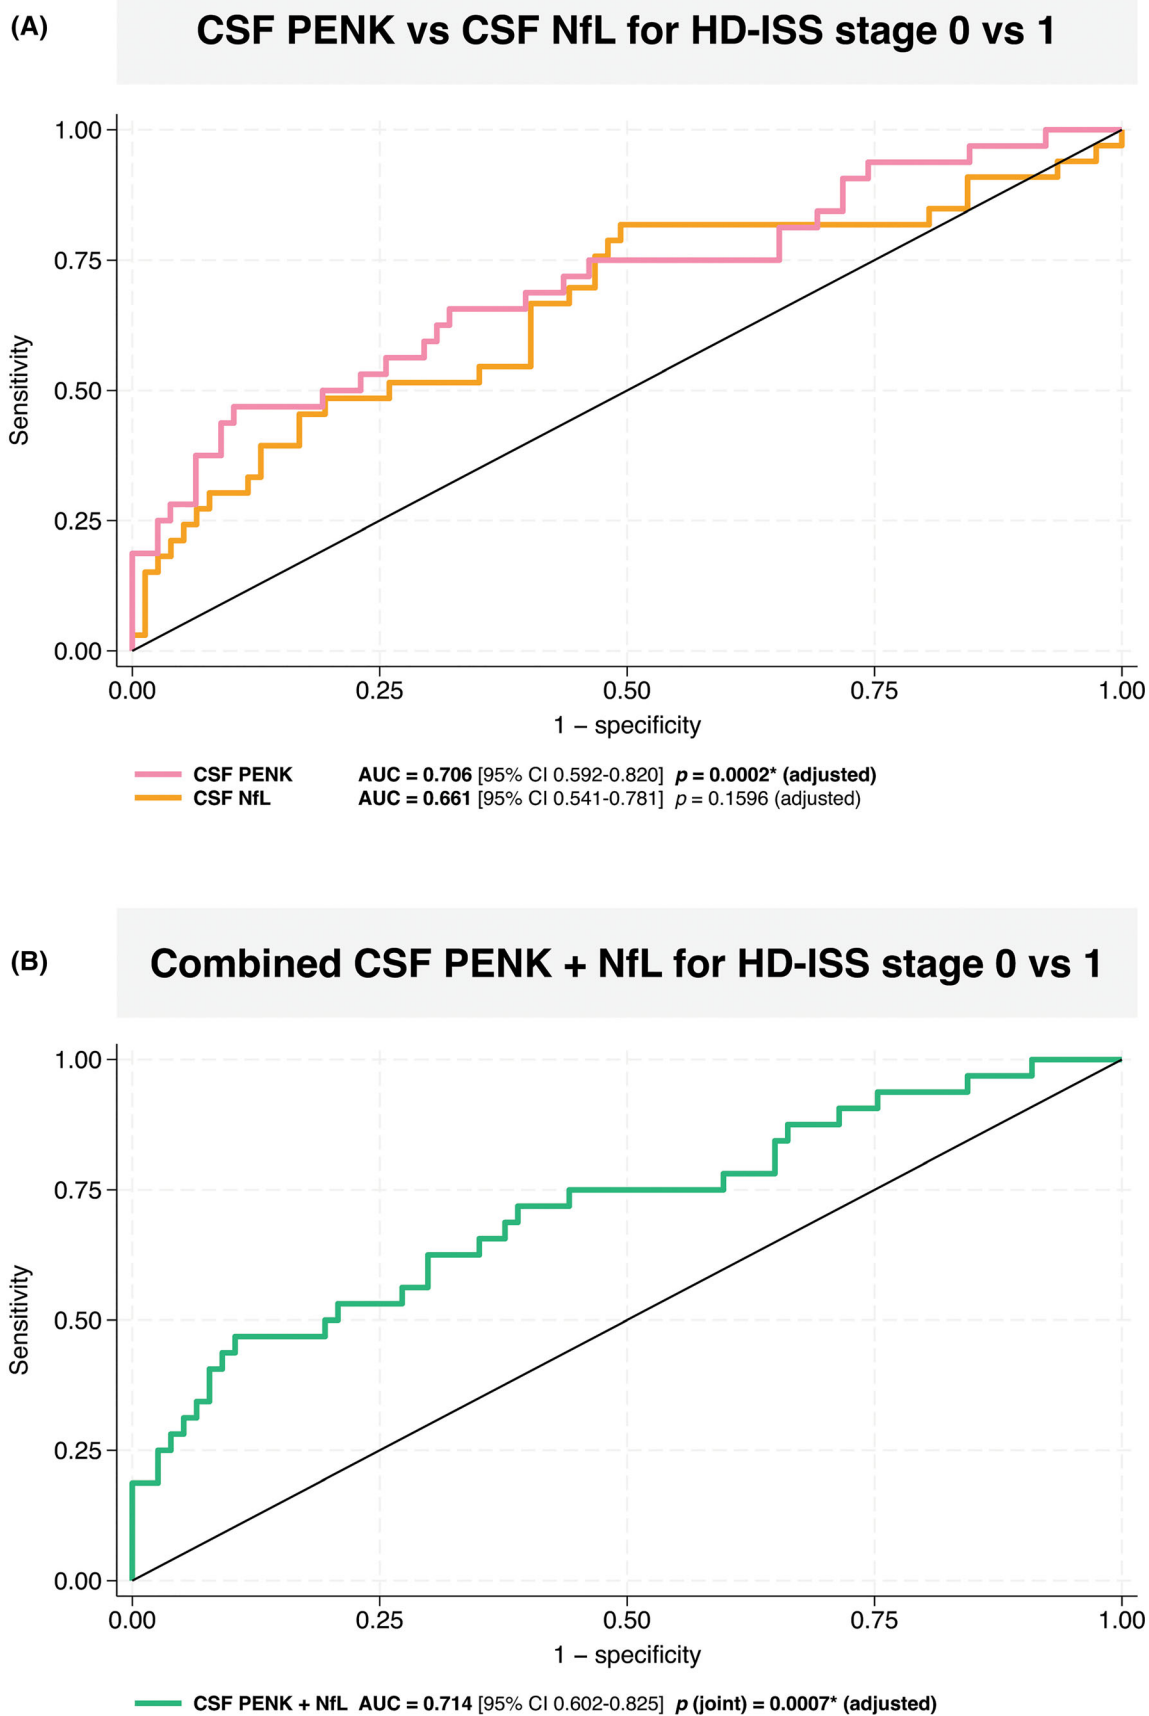 (A)
CSF PENK vs CSF NfL for HD-ISS stage 0 vs 1
1.00
0.75
0.50
0.25
0.00
Sensitivity
0.00 0.25 0.50 0.75 1.00
1 – specificity
CSF PENK AUC = 0.706 [95% CI 0.592-0.820] p = 0.0002* (adjusted)
CSF NfL AUC = 0.661 [95% CI 0.541-0.781] p = 0.1596 (adjusted)
(B)
Combined CSF PENK + NfL for HD-ISS stage 0 vs 1
1.00
0.75
0.50
0.25
0.00
Sensitivity
0.00 0.25 0.50 0.75 1.00
1 – specificity
CSF PENK + NfL AUC = 0.714 [95% CI 0.602-0.825] p (joint) = 0.0007* (adjusted)